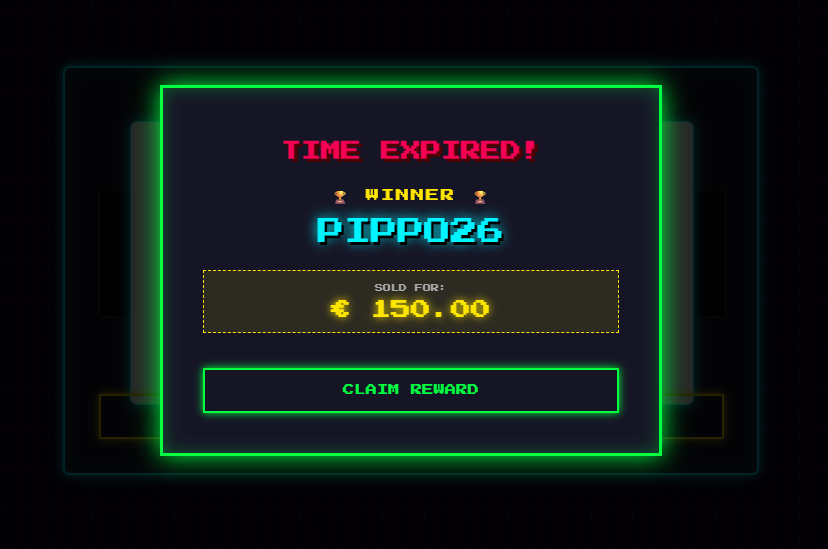 TIME EXPIRED!
🏆 WINNER 🏆
PIPPO26
SOLD FOR:
€ 150.00
CLAIM REWARD